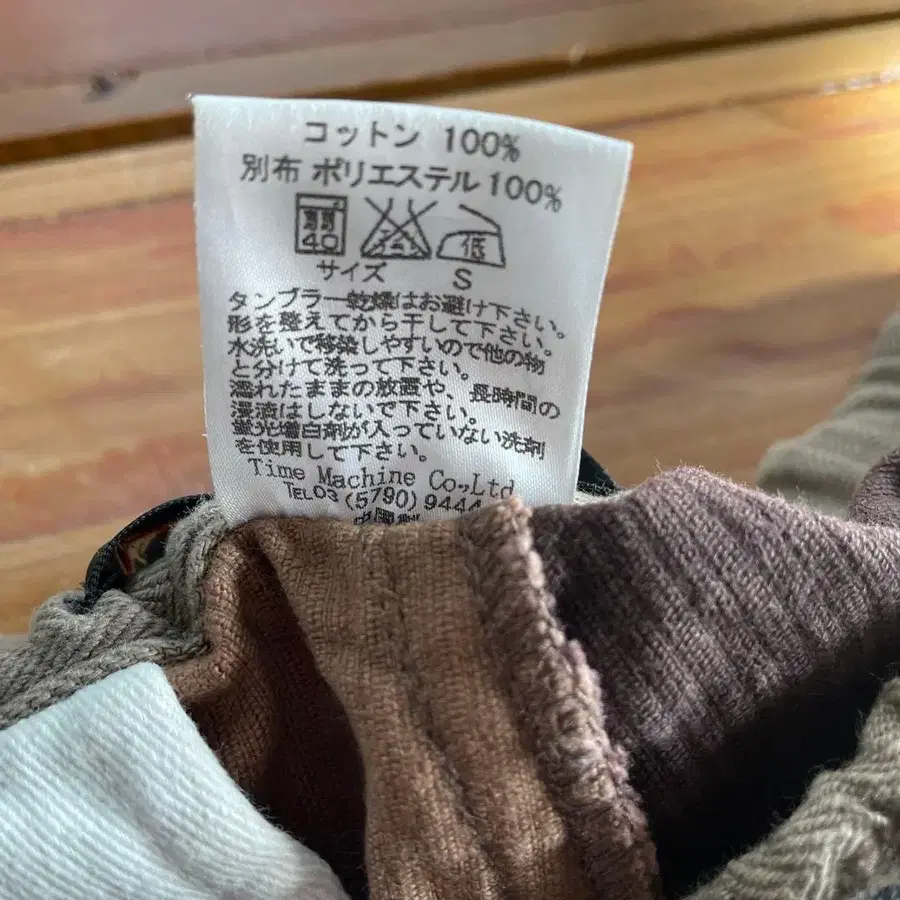 コットン 100%
別布 ポリエステル 100%
弱 40 低
サイズ S
タンブラー乾燥はお避け下さい。
形を整えてから干して下さい。
水洗いで移染しやすいので他の物
と分けて洗って下さい。
濡れたままの放置や、長時間の
浸漬はしないで下さい。
蛍光増白剤が入っていない洗剤
を使用して下さい。
Time Machine Co.,Ltd
TEL03 (5790) 9444
中国製